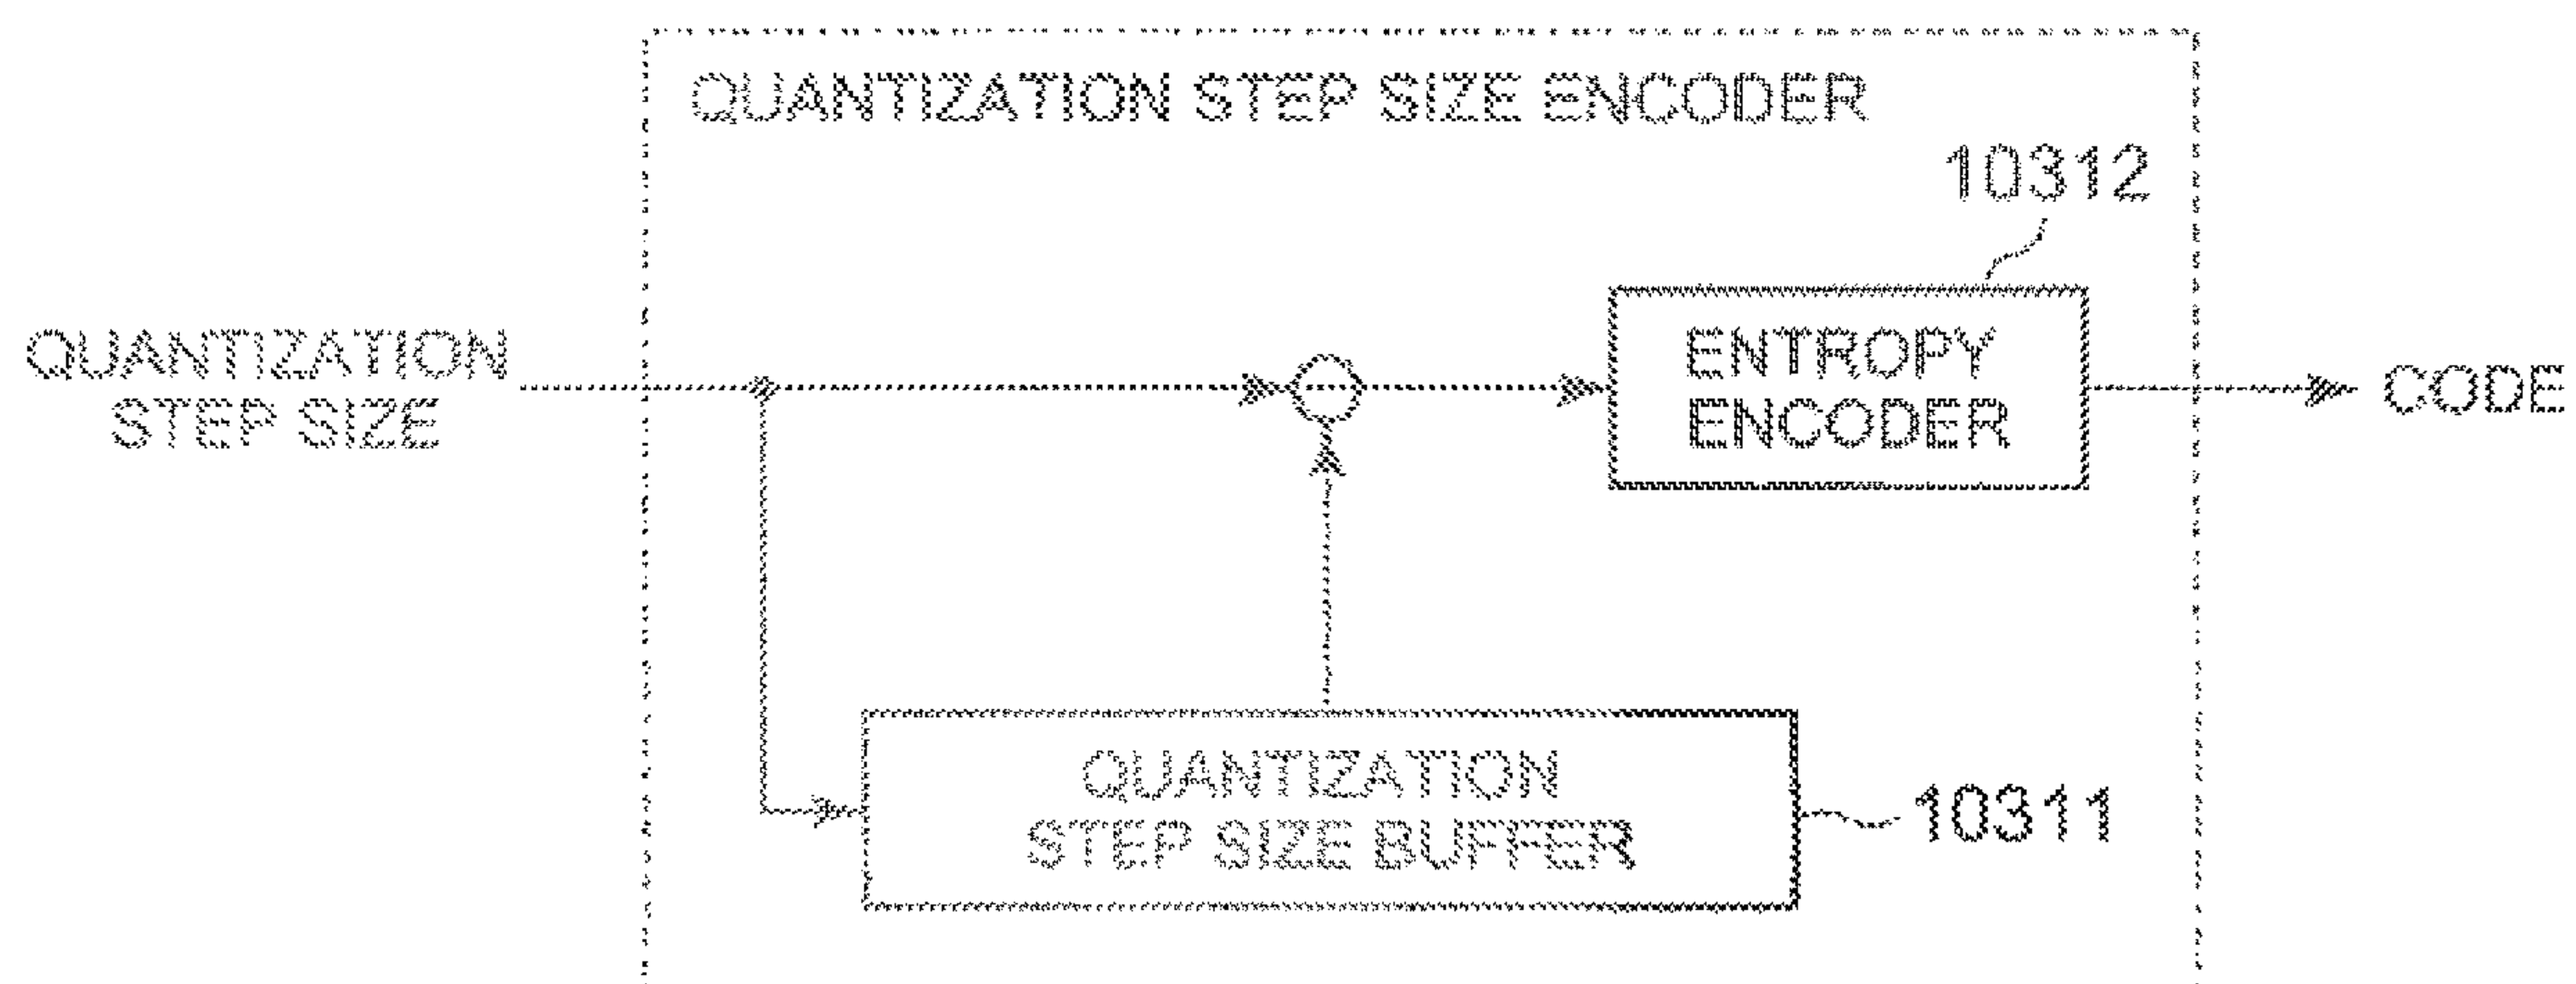 QUANTIZATION STEP SIZE ENCODER
10312
QUANTIZATION
STEP SIZE
ENTROPY
ENCODER
CODE
QUANTIZATION
STEP SIZE BUFFER
10311